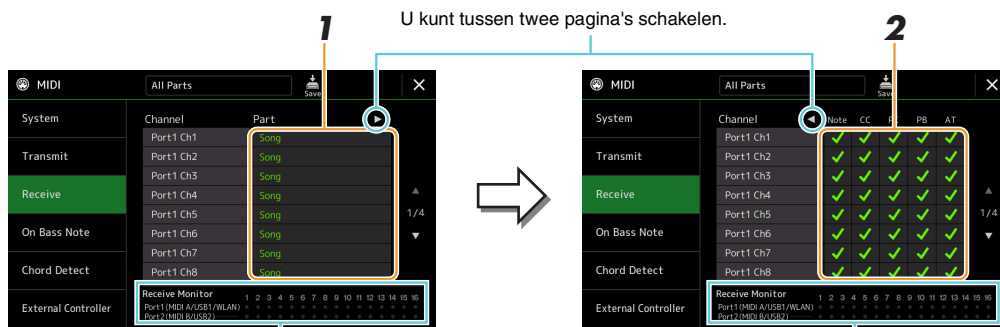 U kunt tussen twee pagina's schakelen.
1
MIDI
All Parts
Save
System
Transmit
Receive
On Bass Note
Chord Detect
External Controller
Channel Part
Port1 Ch1 Song
Port1 Ch2 Song
Port1 Ch3 Song
Port1 Ch4 Song
Port1 Ch5 Song
Port1 Ch6 Song
Port1 Ch7 Song
Port1 Ch8 Song
1/4
Receive Monitor 1 2 3 4 5 6 7 8 9 10 11 12 13 14 15 16
Port1(MIDI A/USB1/WLAN)
Port2(MIDI B/USB2)
2
MIDI
All Parts
Save
System
Transmit
Receive
On Bass Note
Chord Detect
External Controller
Channel Note CC PC PB AT
Port1 Ch1
Port1 Ch2
Port1 Ch3
Port1 Ch4
Port1 Ch5
Port1 Ch6
Port1 Ch7
Port1 Ch8
1/4
Receive Monitor 1 2 3 4 5 6 7 8 9 10 11 12 13 14 15 16
Port1(MIDI A/USB1/WLAN)
Port2(MIDI B/USB2)